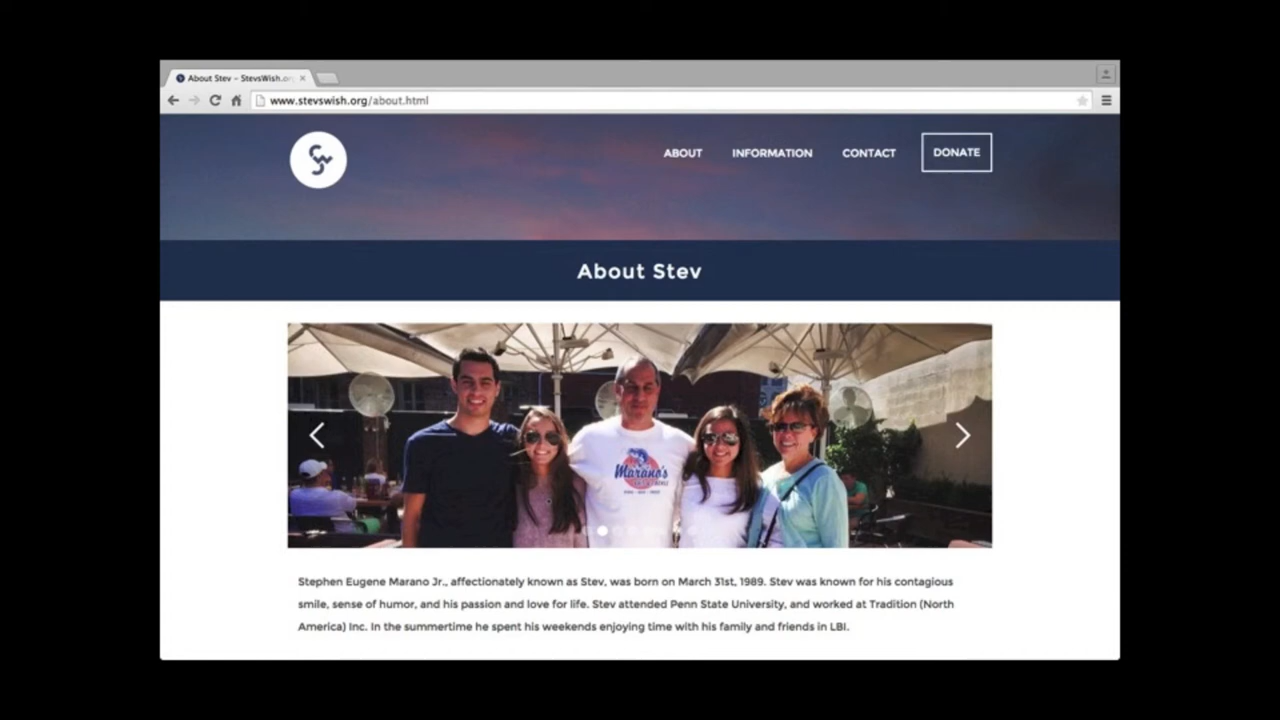 About Stev – StevsWish.or
www.stevswish.org/about.html
ABOUT INFORMATION CONTACT DONATE
About Stev
Marano's
Stephen Eugene Marano Jr., affectionately known as Stev, was born on March 31st, 1989. Stev was known for his contagious
smile, sense of humor, and his passion and love for life. Stev attended Penn State University, and worked at Tradition (North
America) Inc. In the summertime he spent his weekends enjoying time with his family and friends in LBI.